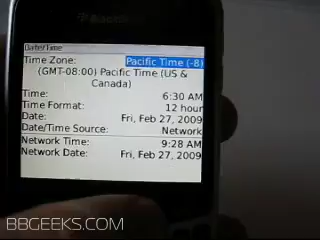 BlackBerry
Date/Time
Time Zone: Pacific Time (-8)
(GMT-08:00) Pacific Time (US &
Canada)
Time: 6:30 AM
Time Format: 12 hour
Date: Fri, Feb 27, 2009
Date/Time Source: Network
Network Time: 9:28 AM
Network Date: Fri, Feb 27, 2009
BBGEEKS.COM